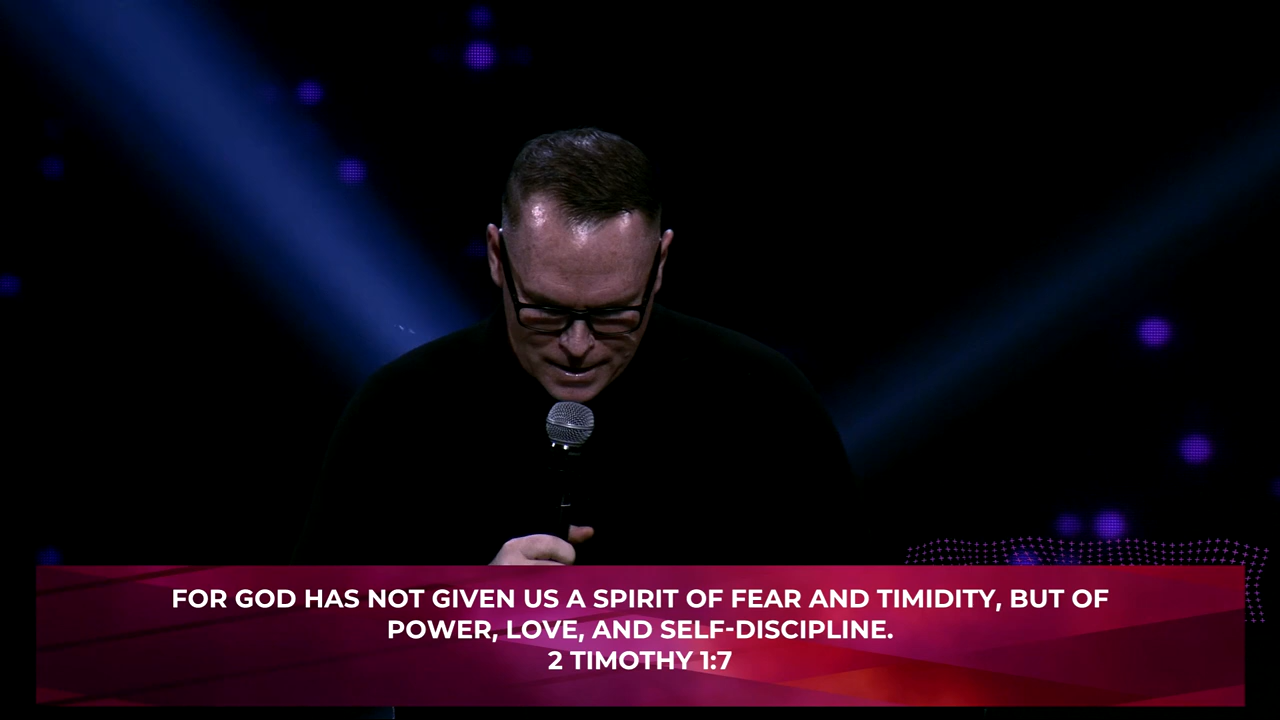 FOR GOD HAS NOT GIVEN US A SPIRIT OF FEAR AND TIMIDITY, BUT OF
POWER, LOVE, AND SELF-DISCIPLINE.
2 TIMOTHY 1:7